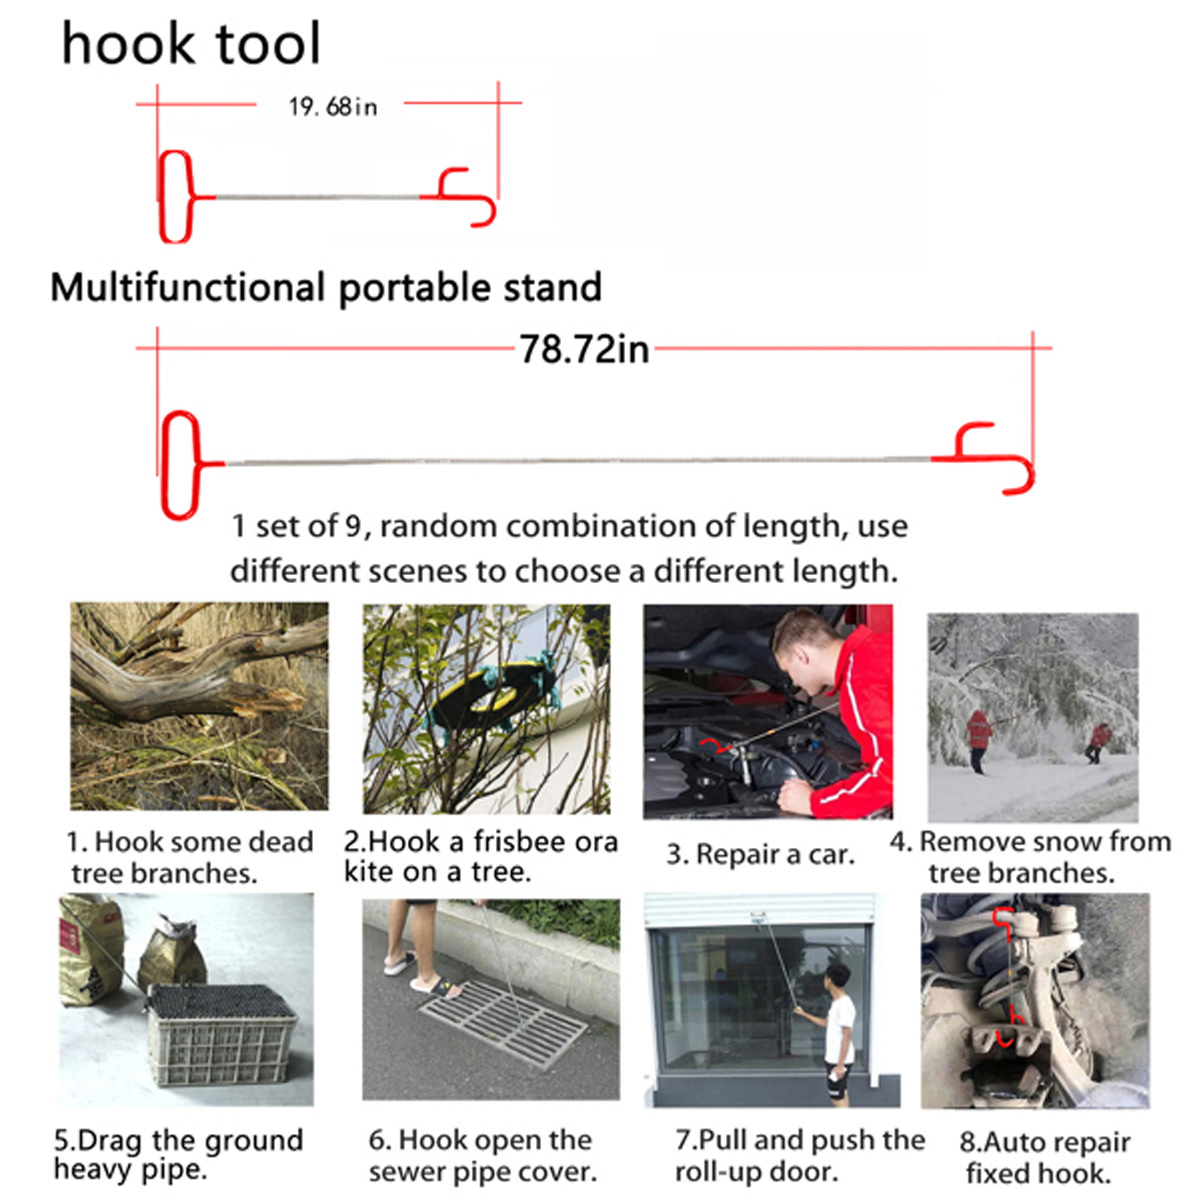 hook tool
19.68in
Multifunctional portable stand
78.72in
1 set of 9, random combination of length, use
different scenes to choose a different length.
1. Hook some dead
tree branches.
2.Hook a frisbee ora
kite on a tree.
3. Repair a car.
4. Remove snow from
tree branches.
5.Drag the ground
heavy pipe.
6. Hook open the
sewer pipe cover.
7.Pull and push the
roll-up door.
8.Auto repair
fixed hook.